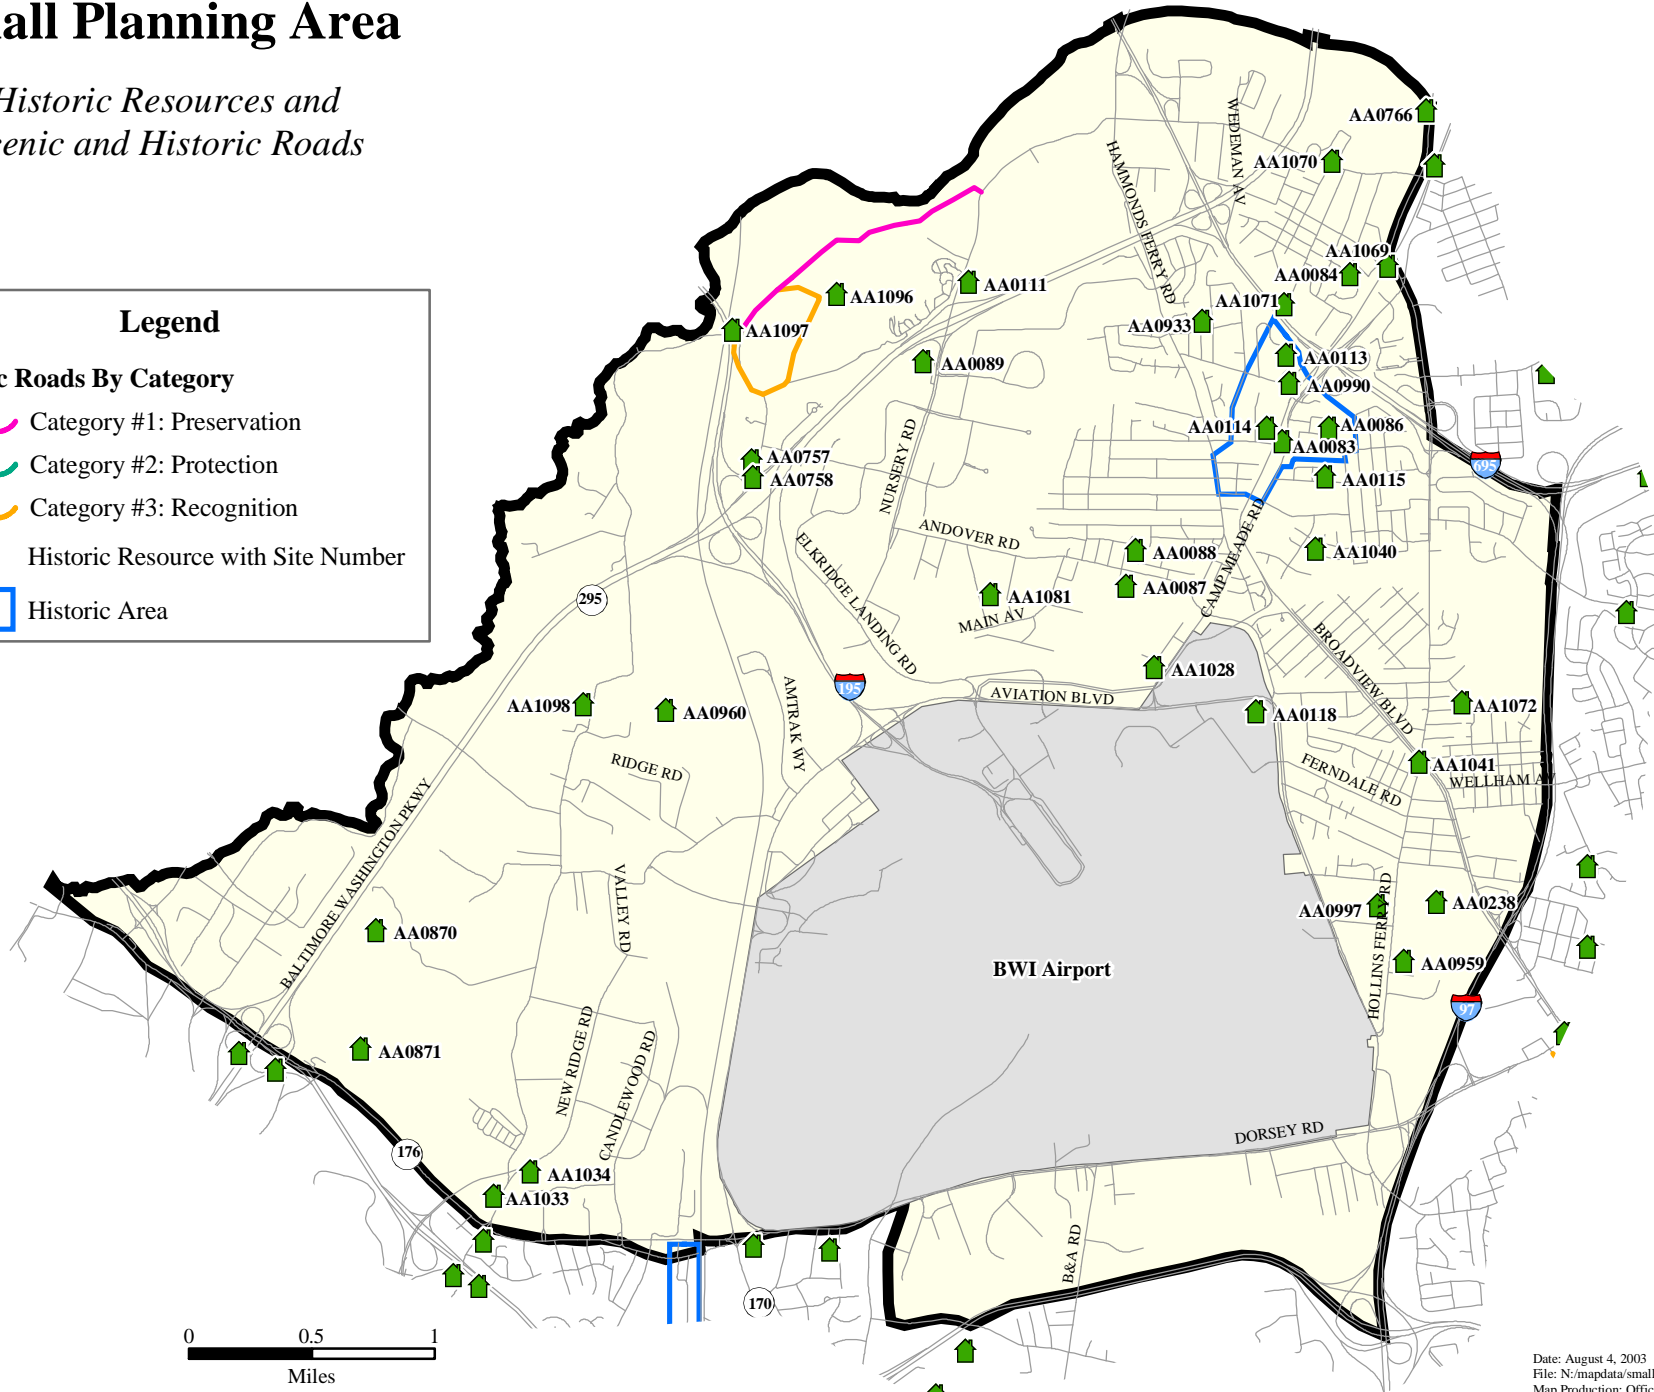 all Planning Area
Historic Resources and
enic and Historic Roads
Legend
c Roads By Category
Category #1: Preservation
Category #2: Protection
Category #3: Recognition
Historic Resource with Site Number
Historic Area
AA0766
WEDEMAN AV
AA1070
HAMMONDS FERRY RD
AA1069
AA0084
AA1096
AA0111
AA1071
AA0933
AA1097
AA0113
AA0089
AA0990
AA0114
AA0086
AA0083
AA0757
AA0758
NURSERY RD
AA0115
695
ANDOVER RD
ELKRIDGE LANDING RD
AA0088
AA1040
CAMP MEADE RD
AA0087
AA1081
MAIN AV
295
BROADVIEW BLVD
AA1028
195
AVIATION BLVD
AMTRAK WY
AA1098
AA0960
AA0118
AA1072
RIDGE RD
FERNDALE RD
AA1041
WELLHAM AV
BALTIMORE WASHINGTON PKWY
VALLEY RD
AA0870
AA0997
HOLLINS FERRY RD
AA0238
AA0959
BWI Airport
97
AA0871
NEW RIDGE RD
CANDLEWOOD RD
176
DORSEY RD
AA1034
AA1033
B&A RD
170
0 0.5 1
Miles
Date: August 4, 2003
File: N:/mapdata/small
Map Production: Offic